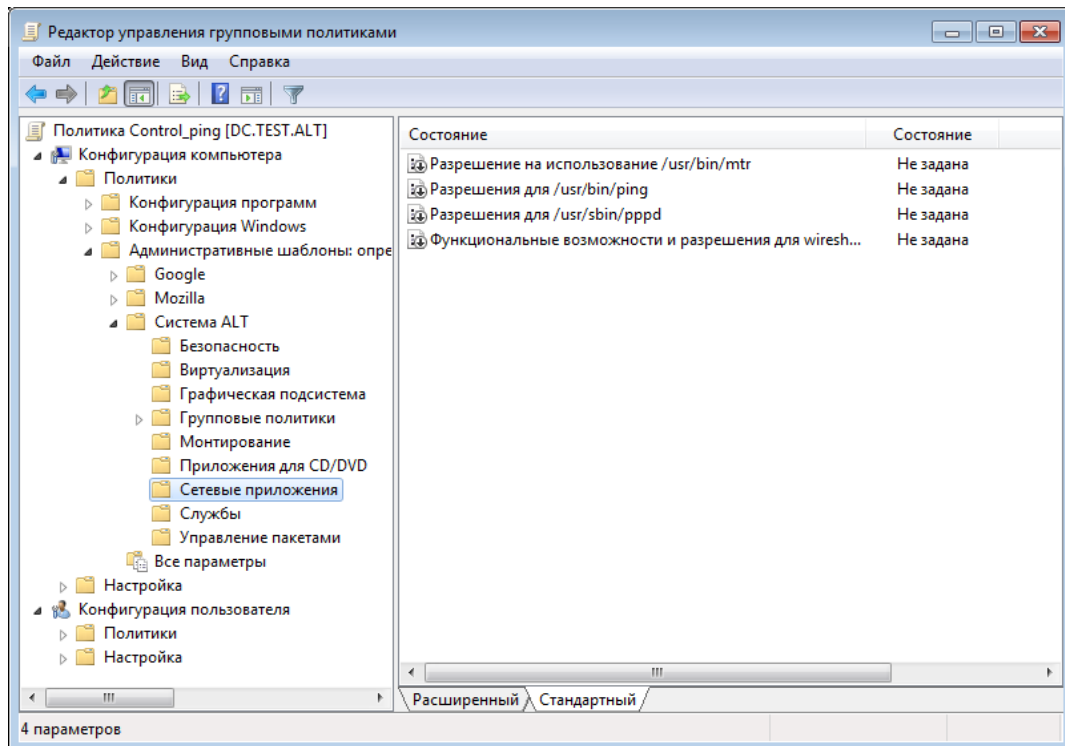 Редактор управления групповыми политиками
Файл Действие Вид Справка
Политика Control_ping [DC.TEST.ALT]
Конфигурация компьютера
Политики
Конфигурация программ
Конфигурация Windows
Административные шаблоны: опре
Google
Mozilla
Система ALT
Безопасность
Виртуализация
Графическая подсистема
Групповые политики
Монтирование
Приложения для CD/DVD
Сетевые приложения
Службы
Управление пакетами
Все параметры
Настройка
Конфигурация пользователя
Политики
Настройка
Состояние Состояние
Разрешение на использование /usr/bin/mtr Не задана
Разрешения для /usr/bin/ping Не задана
Разрешения для /usr/sbin/pppd Не задана
Функциональные возможности и разрешения для wiresh... Не задана
Расширенный Стандартный
4 параметров